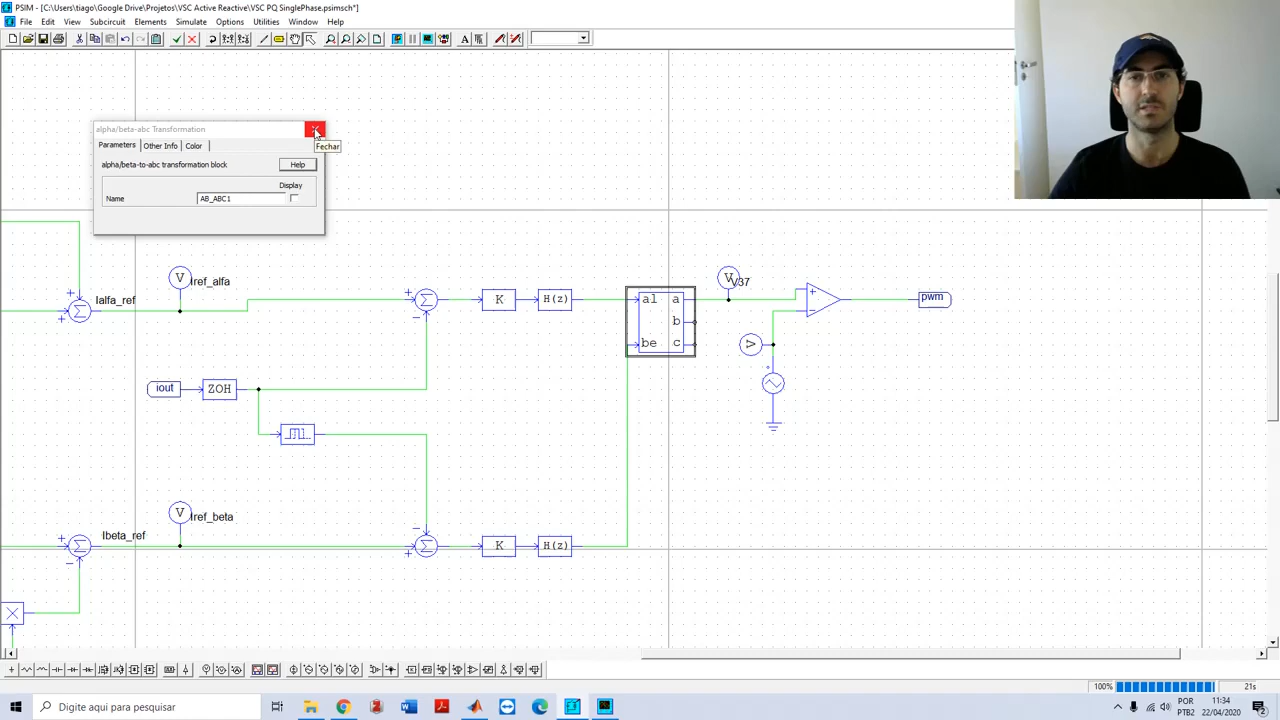 PSIM - [C:\Users\tiago\Google Drive\Projetos\VSC Active Reactive\VSC PQ SinglePhase.psimsch*]
File Edit View Subcircuit Elements Simulate Options Utilities Window Help
alpha/beta-abc Transformation
Fechar
Parameters Other Info Color
alpha/beta-to-abc transformation block Help
Display
Name AB_ABC1
V Iref_alfa
V V37
Ialfa_ref
K H(z)
al a
b
be c
pwm
V
iout ZOH
V Iref_beta
Ibeta_ref
K H(z)
100% 21s
Digite aqui para pesquisar
POR
PTB2
11:34
22/04/2020